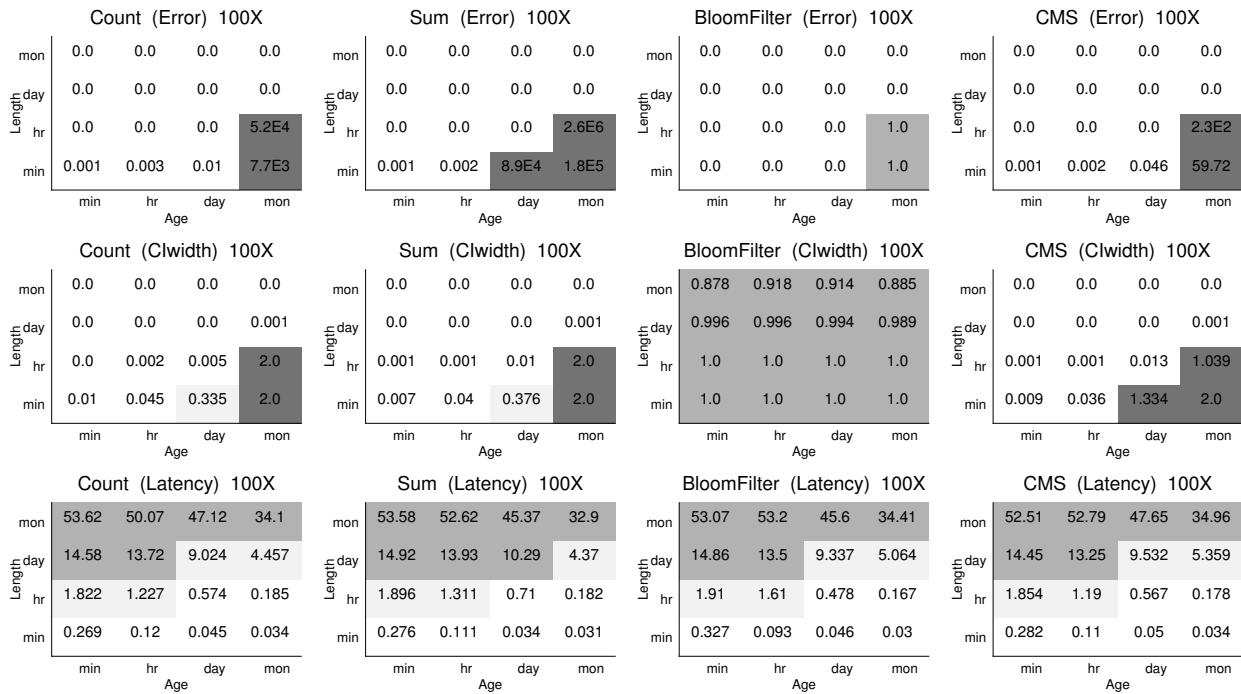 Count (Error) 100X
mon 0.0 0.0 0.0 0.0
day 0.0 0.0 0.0 0.0
hr 0.0 0.0 0.0 5.2E4
min 0.001 0.003 0.01 7.7E3
Length
min hr day mon
Age
Sum (Error) 100X
mon 0.0 0.0 0.0 0.0
day 0.0 0.0 0.0 0.0
hr 0.0 0.0 0.0 2.6E6
min 0.001 0.002 8.9E4 1.8E5
Length
min hr day mon
Age
BloomFilter (Error) 100X
mon 0.0 0.0 0.0 0.0
day 0.0 0.0 0.0 0.0
hr 0.0 0.0 0.0 1.0
min 0.0 0.0 0.0 1.0
Length
min hr day mon
Age
CMS (Error) 100X
mon 0.0 0.0 0.0 0.0
day 0.0 0.0 0.0 0.0
hr 0.0 0.0 0.0 2.3E2
min 0.001 0.002 0.046 59.72
Length
min hr day mon
Age
Count (CIwidth) 100X
mon 0.0 0.0 0.0 0.0
day 0.0 0.0 0.0 0.001
hr 0.0 0.002 0.005 2.0
min 0.01 0.045 0.335 2.0
Length
min hr day mon
Age
Sum (CIwidth) 100X
mon 0.0 0.0 0.0 0.0
day 0.0 0.0 0.0 0.001
hr 0.001 0.001 0.01 2.0
min 0.007 0.04 0.376 2.0
Length
min hr day mon
Age
BloomFilter (CIwidth) 100X
mon 0.878 0.918 0.914 0.885
day 0.996 0.996 0.994 0.989
hr 1.0 1.0 1.0 1.0
min 1.0 1.0 1.0 1.0
Length
min hr day mon
Age
CMS (CIwidth) 100X
mon 0.0 0.0 0.0 0.0
day 0.0 0.0 0.0 0.001
hr 0.001 0.001 0.013 1.039
min 0.009 0.036 1.334 2.0
Length
min hr day mon
Age
Count (Latency) 100X
mon 53.62 50.07 47.12 34.1
day 14.58 13.72 9.024 4.457
hr 1.822 1.227 0.574 0.185
min 0.269 0.12 0.045 0.034
Length
min hr day mon
Age
Sum (Latency) 100X
mon 53.58 52.62 45.37 32.9
day 14.92 13.93 10.29 4.37
hr 1.896 1.311 0.71 0.182
min 0.276 0.111 0.034 0.031
Length
min hr day mon
Age
BloomFilter (Latency) 100X
mon 53.07 53.2 45.6 34.41
day 14.86 13.5 9.337 5.064
hr 1.91 1.61 0.478 0.167
min 0.327 0.093 0.046 0.03
Length
min hr day mon
Age
CMS (Latency) 100X
mon 52.51 52.79 47.65 34.96
day 14.45 13.25 9.532 5.359
hr 1.854 1.19 0.567 0.178
min 0.282 0.11 0.05 0.034
Length
min hr day mon
Age